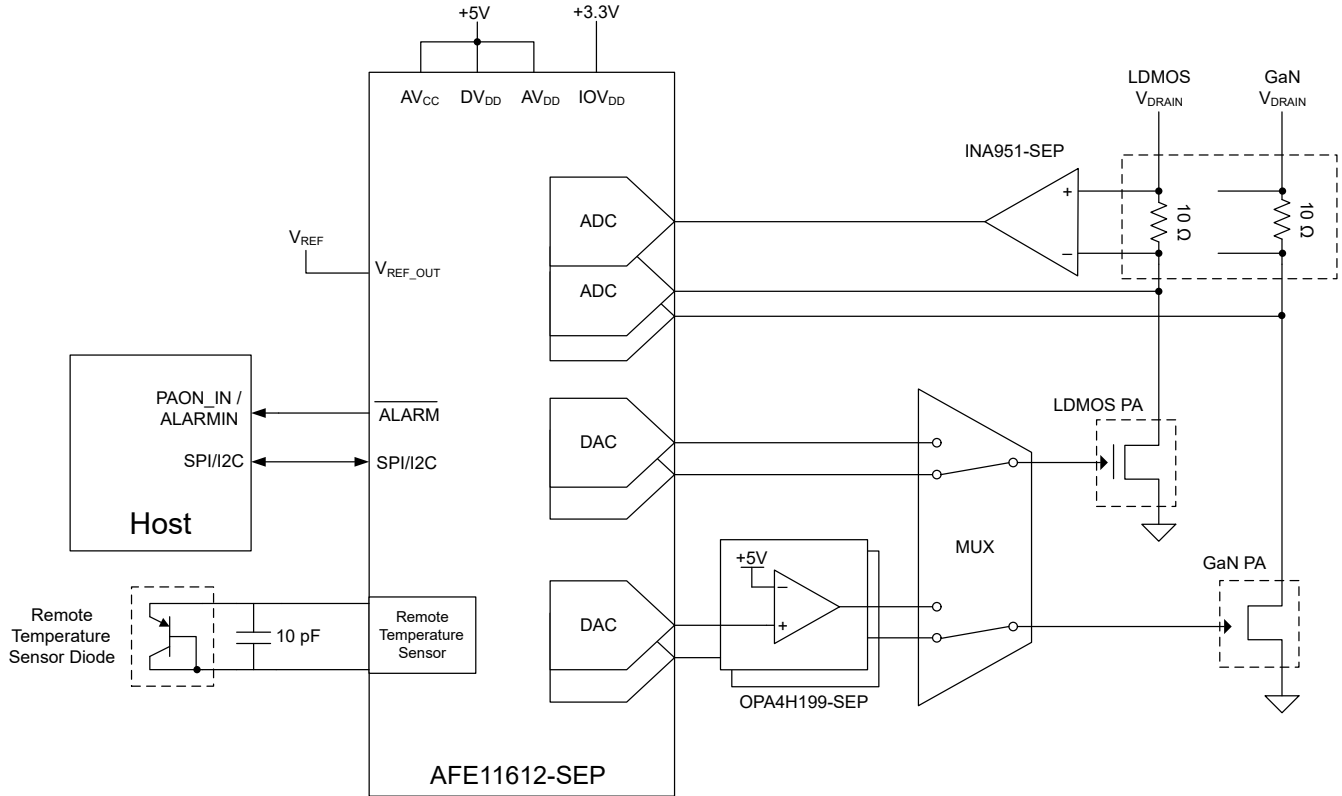 +5V
+3.3V
AVCC
DVDD
AVDD
IOVDD
LDMOS
VDRAIN
GaN
VDRAIN
INA951-SEP
+
−
10 Ω
10 Ω
ADC
ADC
VREF
VREF_OUT
PAON_IN /
ALARMIN
ALARM
SPI/I2C
SPI/I2C
Host
DAC
LDMOS PA
MUX
GaN PA
+5V
−
+
DAC
OPA4H199-SEP
Remote
Temperature
Sensor Diode
10 pF
Remote
Temperature
Sensor
AFE11612-SEP